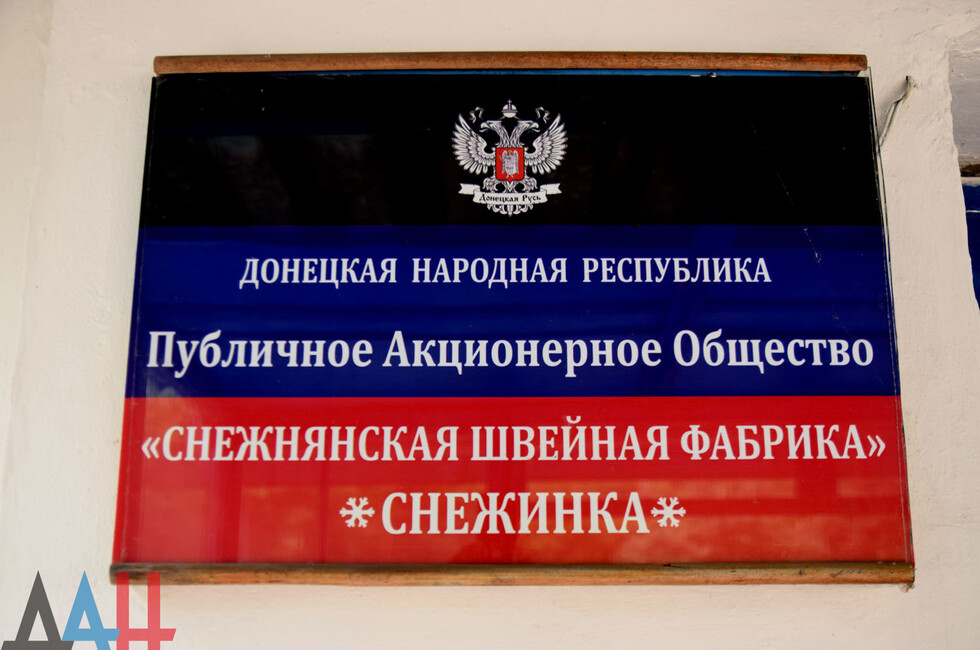 Донецкая Русь
ДОНЕЦКАЯ НАРОДНАЯ РЕСПУБЛИКА
Публичное Акционерное Общество
«СНЕЖНЯНСКАЯ ШВЕЙНАЯ ФАБРИКА»
СНЕЖИНКА
ДАН